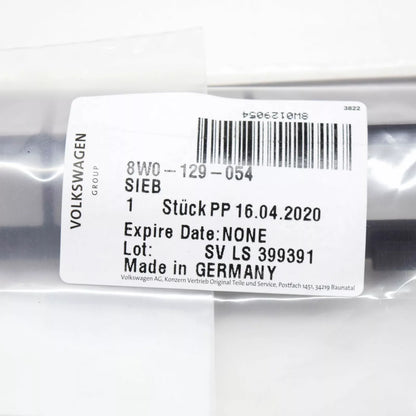 3822
8W0129054
VOLKSWAGEN
GROUP
8W0-129-054
SIEB
1 Stück PP 16.04.2020
Expire Date:NONE
Lot: SV LS 399391
Made in GERMANY
Volkswagen AG, Konzern Vertrieb Original Teile und Service, Postfach 1451, 34219 Baunatal